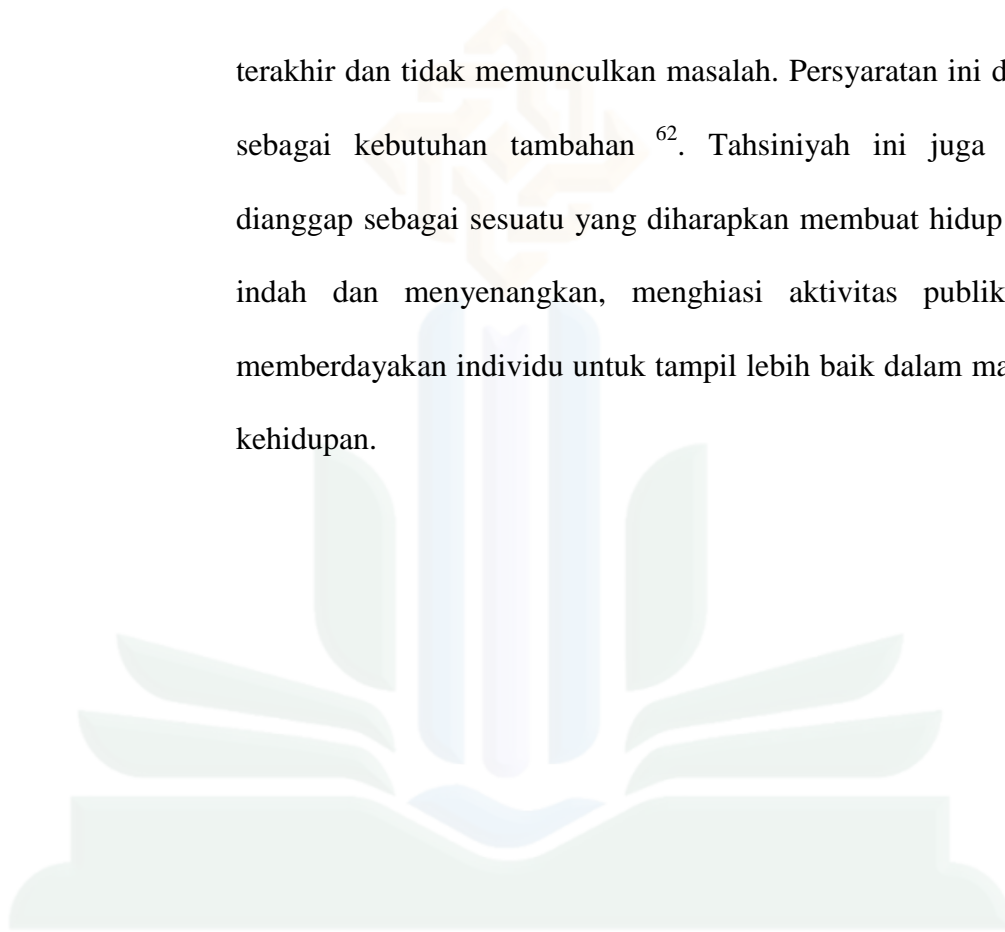 terakhir dan tidak memunculkan masalah. Persyaratan ini
sebagai kebutuhan tambahan 62. Tahsiniyah ini juga
dianggap sebagai sesuatu yang diharapkan membuat hidup
indah dan menyenangkan, menghiasi aktivitas publik
memberdayakan individu untuk tampil lebih baik dalam
kehidupan.